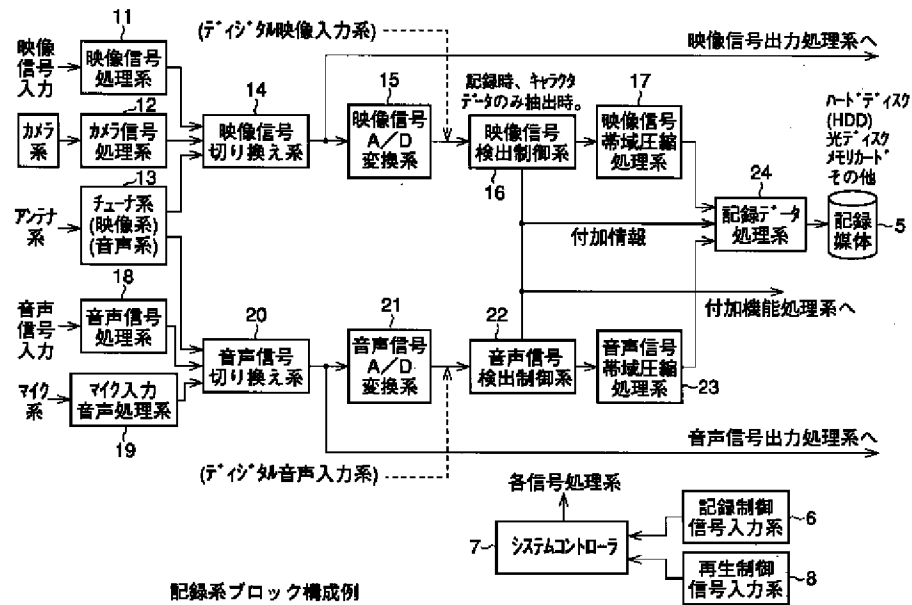 11
映像
信号
入力
映像信号
処理系
(ディジタル映像入力系)
映像信号出力処理系へ
12
カメラ
系
カメラ信号
処理系
14
映像信号
切り換え系
15
映像信号
A/D
変換系
記録時、キャラクタ
データのみ抽出時。
映像信号
検出制御系
16
17
映像信号
帯域圧縮
処理系
ハードディスク
(HDD)
光ディスク
メモリカード
その他
13
アンテナ
系
チューナ系
(映像系)
(音声系)
付加情報
24
記録データ
処理系
記録
媒体
5
18
音声
信号
入力
音声信号
処理系
20
音声信号
切り換え系
21
音声信号
A/D
変換系
22
音声信号
検出制御系
付加機能処理系へ
音声信号
帯域圧縮
処理系
23
マイク
系
マイク入力
音声処理系
19
(ディジタル音声入力系)
音声信号出力処理系へ
各信号処理系
7
システムコントローラ
記録制御
信号入力系
6
再生制御
信号入力系
8
記録系ブロック構成例